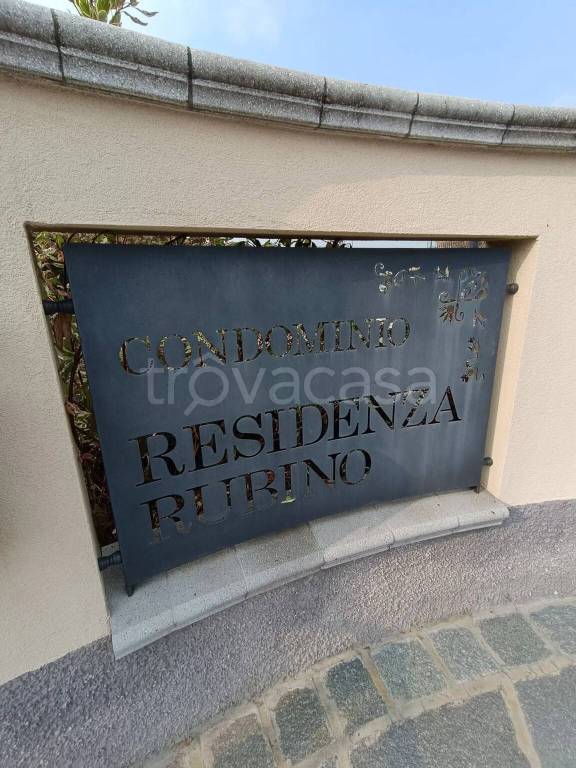 CONDOMINIO
trovacasa
RESIDENZA
RUBINO